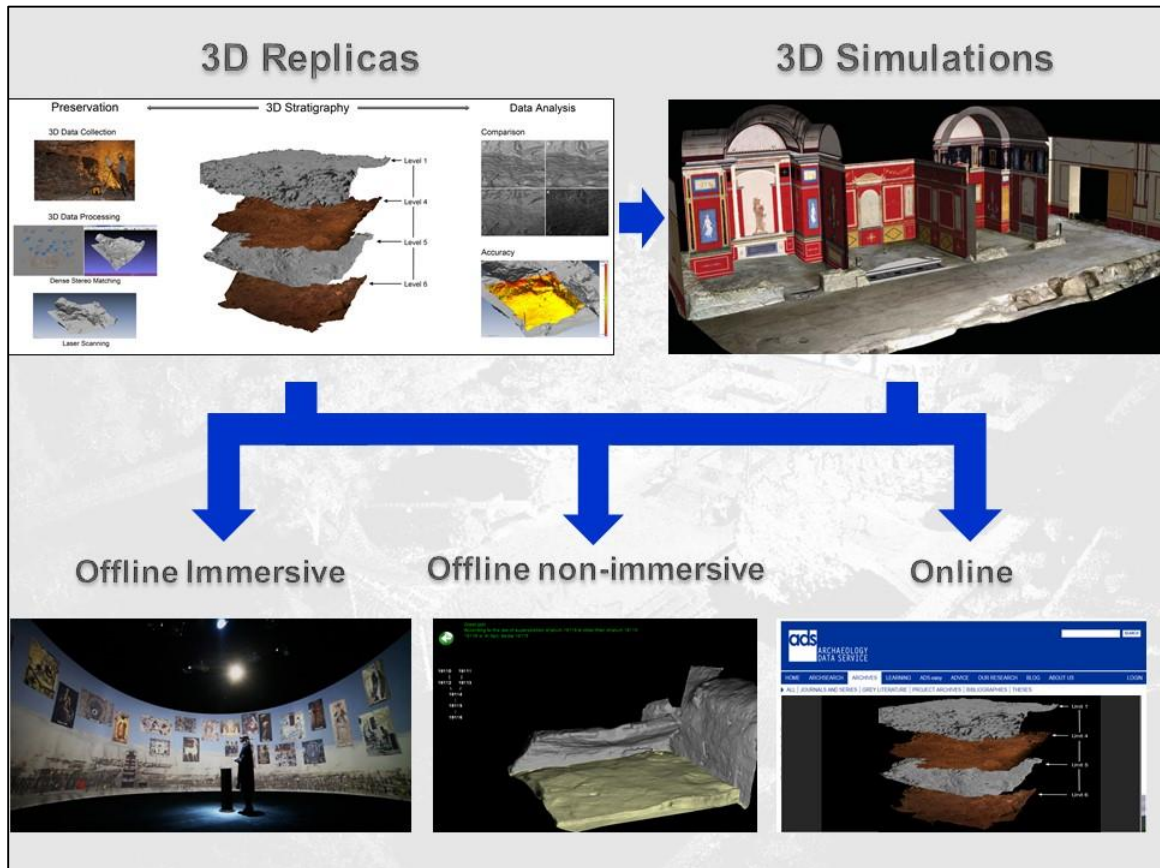 3D Replicas
3D Simulations
Preservation
3D Stratigraphy
Data Analysis
3D Data Collection
3D Data Processing
Dense Stereo Matching
Laser Scanning
Level 1
Level 4
Level 5
Level 6
Comparison
Accuracy
Offline Immersive
Offline non-immersive
Online
ads
ARCHAEOLOGY
DATA SERVICE
SEARCH
HOME ARCHSEARCH ARCHIVES LEARNING ADS easy ADVICE OUR RESEARCH BLOG ABOUT US LOGIN
ALL | JOURNALS AND SERIES | GREY LITERATURE | PROJECT ARCHIVES | BIBLIOGRAPHIES | THESES